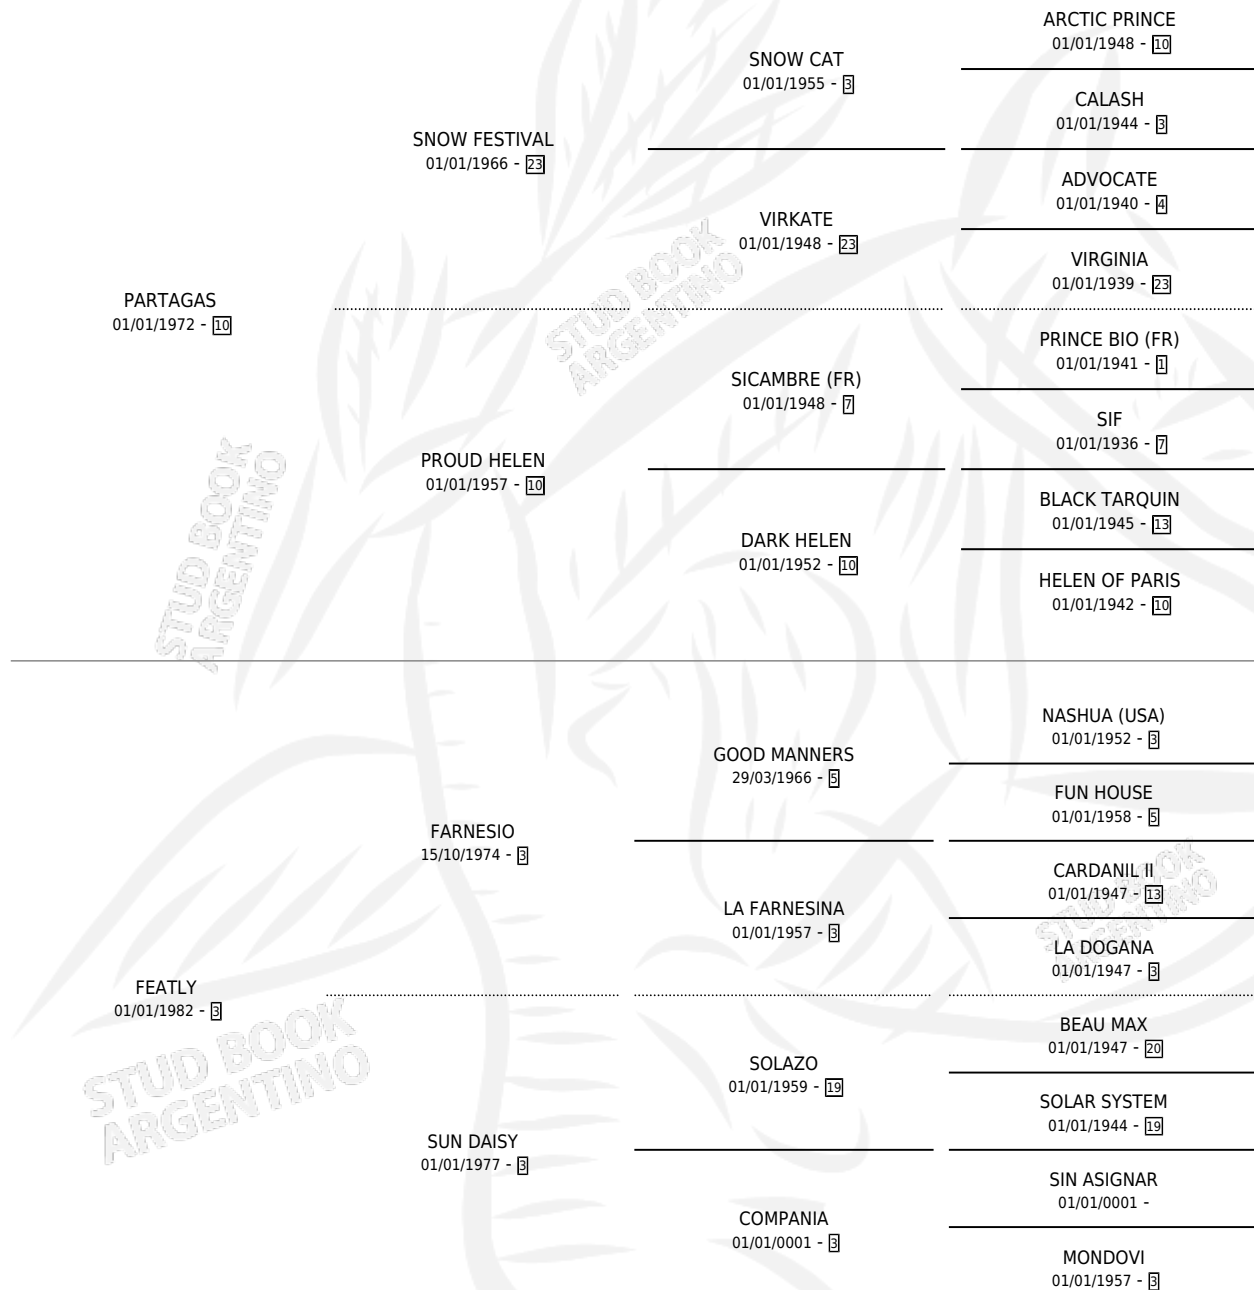 ARCTIC PRINCE
01/01/1948 - 10
SNOW CAT
01/01/1955 - 3
CALASH
01/01/1944 - 3
SNOW FESTIVAL
01/01/1966 - 23
ADVOCATE
01/01/1940 - 4
VIRKATE
01/01/1948 - 23
VIRGINIA
01/01/1939 - 23
PARTAGAS
01/01/1972 - 10
PRINCE BIO (FR)
01/01/1941 - 1
SICAMBRE (FR)
01/01/1948 - 7
SIF
01/01/1936 - 7
PROUD HELEN
01/01/1957 - 10
BLACK TARQUIN
01/01/1945 - 13
DARK HELEN
01/01/1952 - 10
HELEN OF PARIS
01/01/1942 - 10
NASHUA (USA)
01/01/1952 - 3
GOOD MANNERS
29/03/1966 - 5
FUN HOUSE
01/01/1958 - 5
FARNESIO
15/10/1974 - 3
CARDANIL II
01/01/1947 - 13
LA FARNESINA
01/01/1957 - 3
LA DOGANA
01/01/1947 - 3
FEATLY
01/01/1982 - 3
BEAU MAX
01/01/1947 - 20
SOLAZO
01/01/1959 - 19
SOLAR SYSTEM
01/01/1944 - 19
SUN DAISY
01/01/1977 - 3
SIN ASIGNAR
01/01/0001 -
COMPANIA
01/01/0001 - 3
MONDOVI
01/01/1957 - 3
STUD BOOK
ARGENTINO
STUD BOOK
ARGENTINO
STUD BOOK
ARGENTINO
STUD BOOK
ARGENTINO